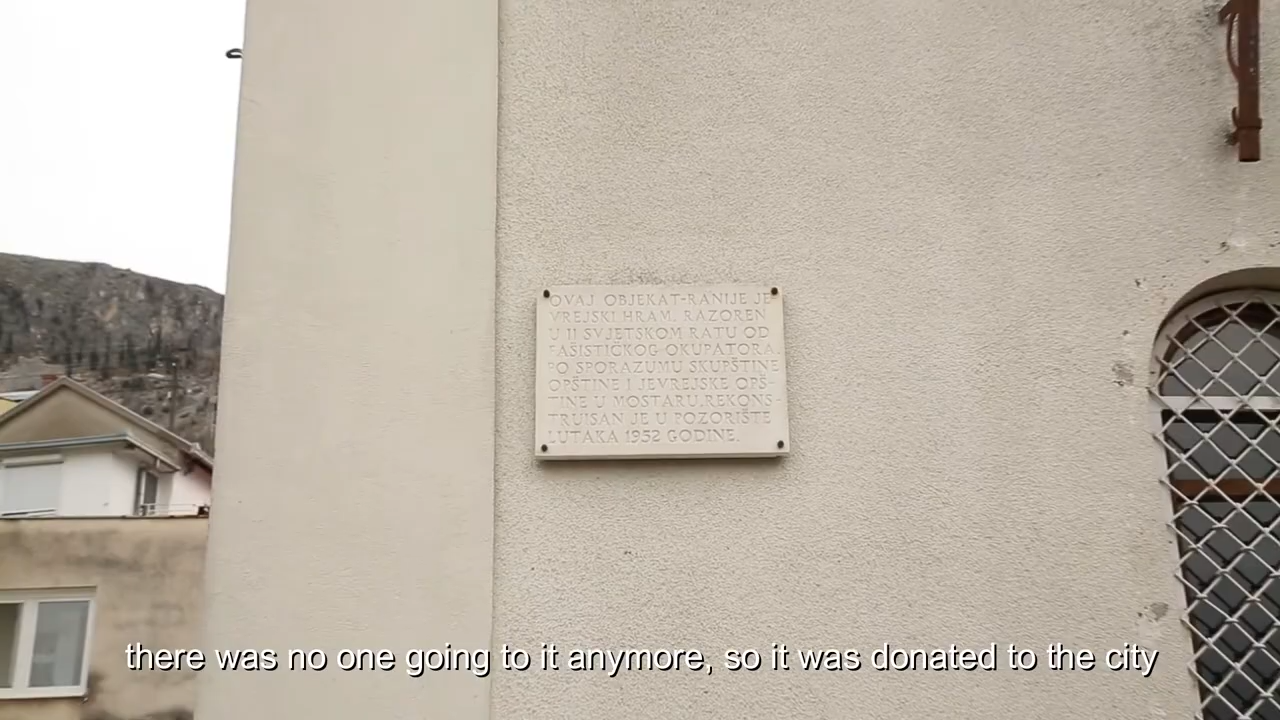 OVAJ OBJEKAT-RANIJE JE
VREJSKI HRAM, RAZOREN
U II SVJETSKOM RATU OD
FAŠISTIČKOG OKUPATORA
PO SPORAZUMU SKUPŠTINE
OPŠTINE I JEVREJSKE OPŠ-
TINE U MOSTARU, REKONS-
TRUISAN JE U POZORIŠTE
LUTAKA 1952 GODINE.
there was no one going to it anymore, so it was donated to the city